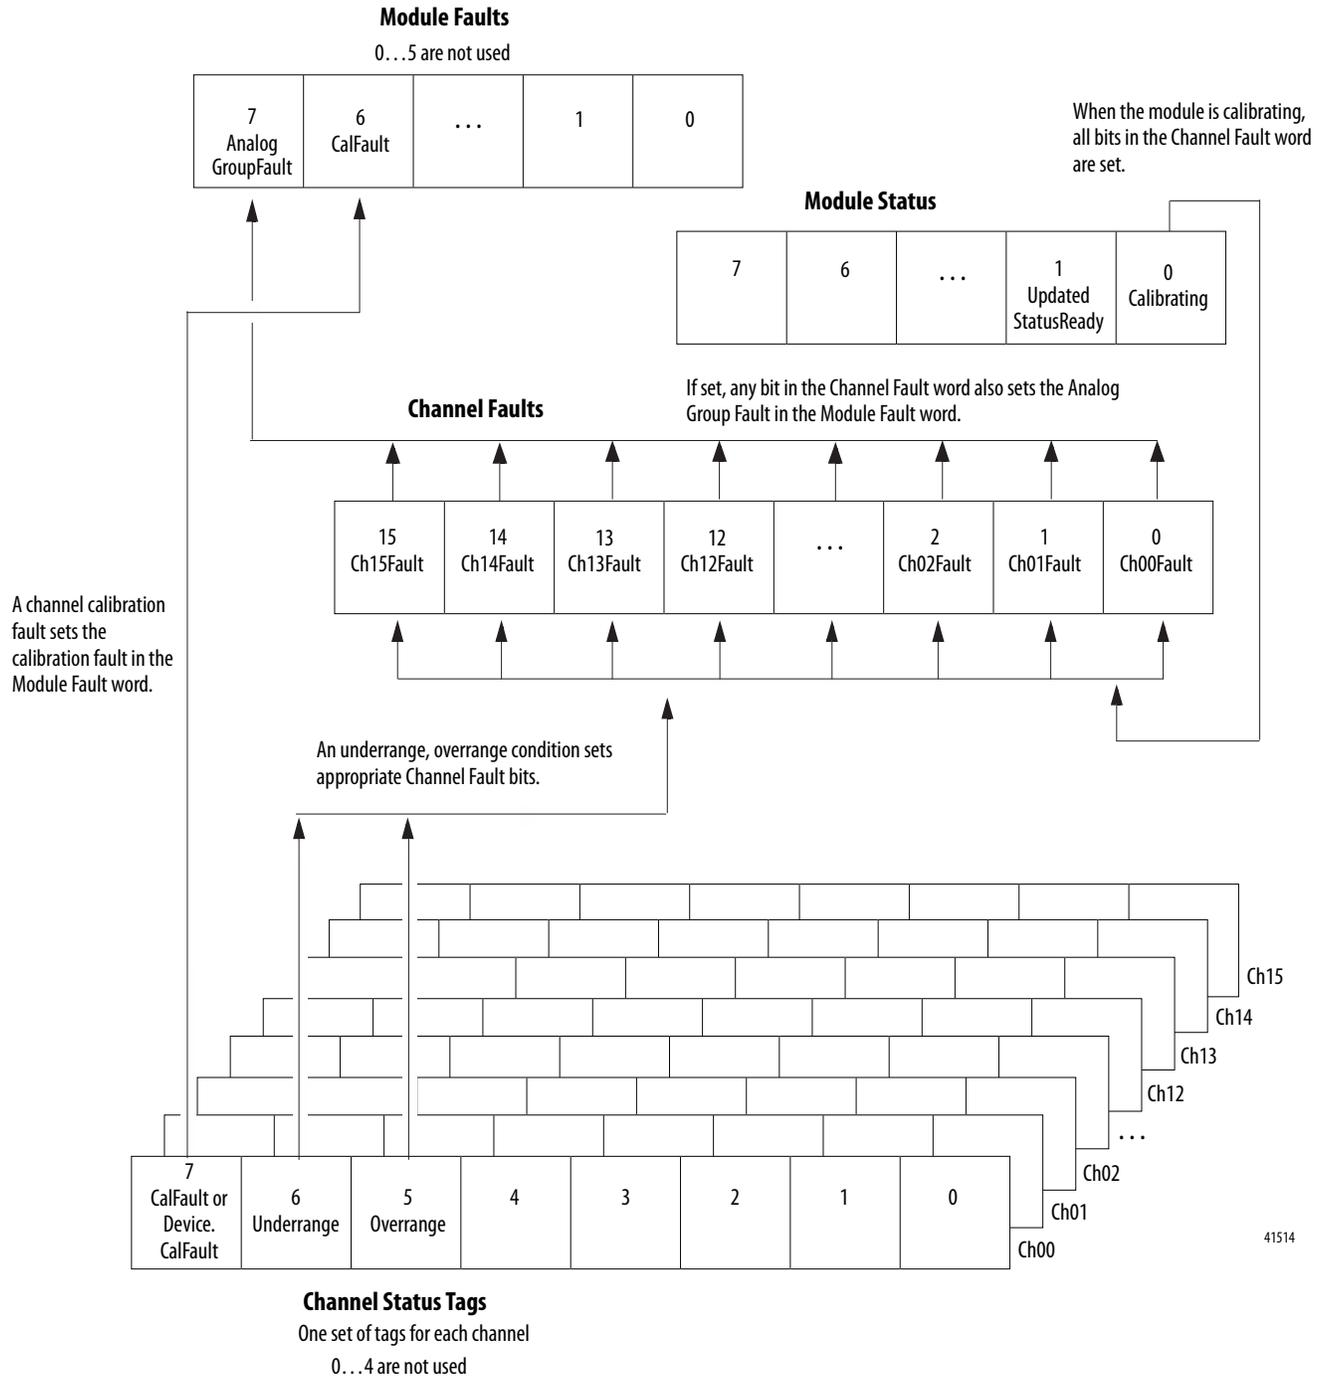 Module Faults
0...5 are not used
7
Analog
GroupFault
6
CalFault
...
1
0
When the module is calibrating,
all bits in the Channel Fault word
are set.
Module Status
7
6
...
1
Updated
StatusReady
0
Calibrating
If set, any bit in the Channel Fault word also sets the Analog
Group Fault in the Module Fault word.
Channel Faults
15
Ch15Fault
14
Ch14Fault
13
Ch13Fault
12
Ch12Fault
...
2
Ch02Fault
1
Ch01Fault
0
Ch00Fault
A channel calibration
fault sets the
calibration fault in the
Module Fault word.
An underrange, overrange condition sets
appropriate Channel Fault bits.
Ch15
Ch14
Ch13
Ch12
...
Ch02
Ch01
Ch00
7
CalFault or
Device.
CalFault
6
Underrange
5
Overrange
4
3
2
1
0
41514
Channel Status Tags
One set of tags for each channel
0...4 are not used